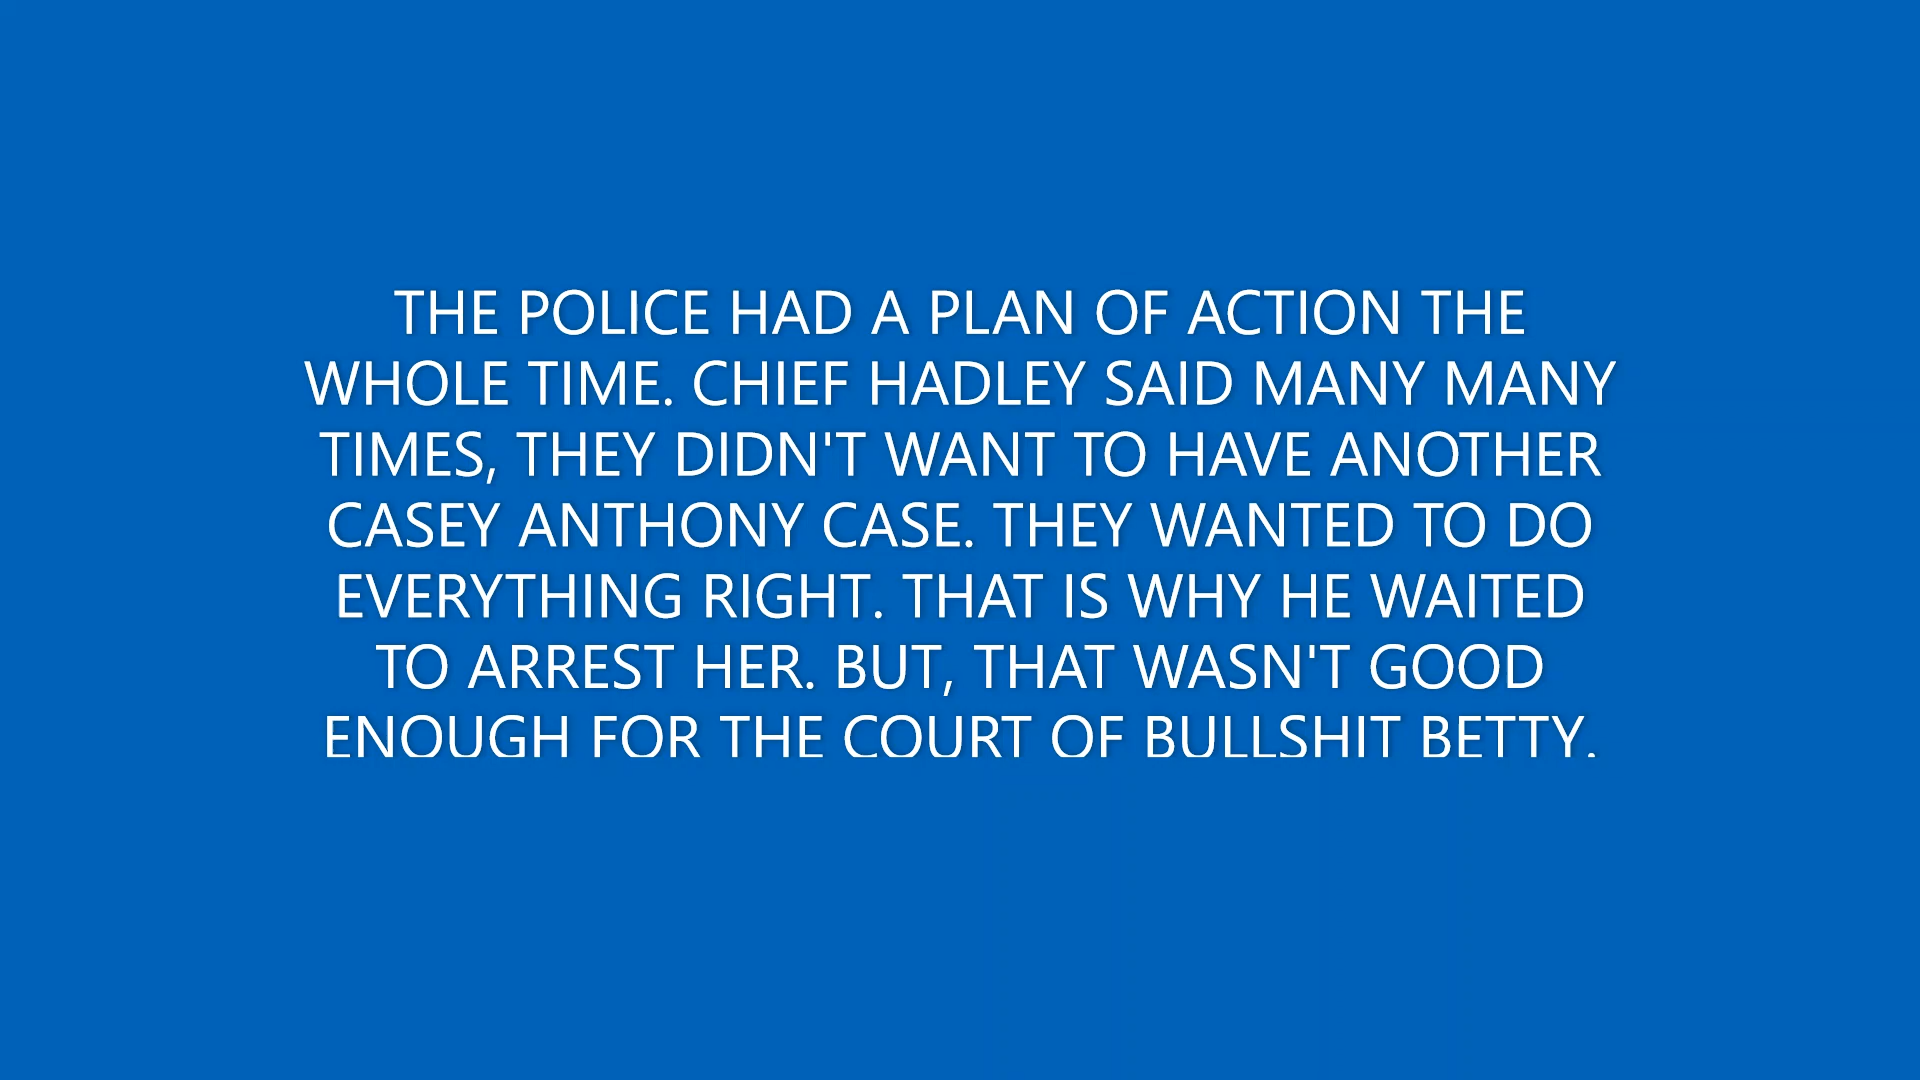 THE POLICE HAD A PLAN OF ACTION THE
WHOLE TIME. CHIEF HADLEY SAID MANY MANY
TIMES, THEY DIDN'T WANT TO HAVE ANOTHER
CASEY ANTHONY CASE. THEY WANTED TO DO
EVERYTHING RIGHT. THAT IS WHY HE WAITED
TO ARREST HER. BUT, THAT WASN'T GOOD
ENOUGH FOR THE COURT OF BULLSHIT BETTY.